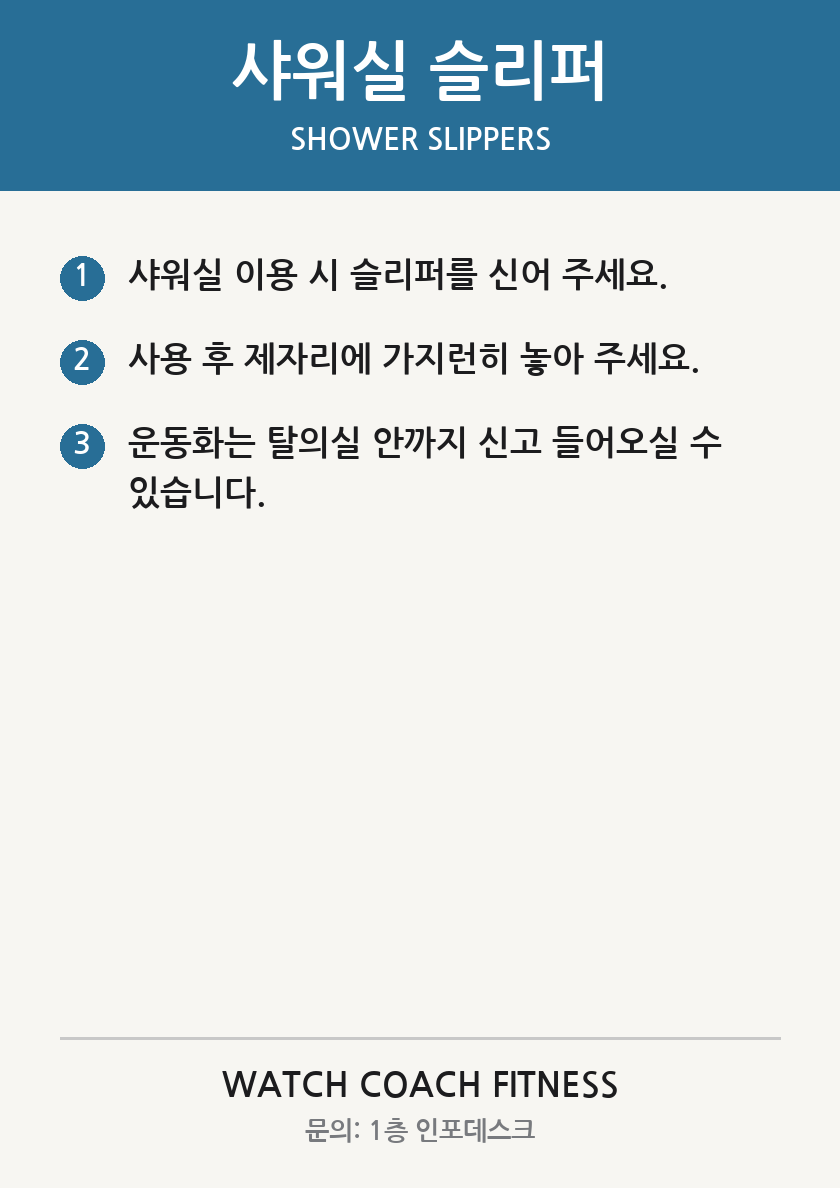 샤워실 슬리퍼
SHOWER SLIPPERS
1 샤워실 이용 시 슬리퍼를 신어 주세요.
2 사용 후 제자리에 가지런히 놓아 주세요.
3 운동화는 탈의실 안까지 신고 들어오실 수
있습니다.
WATCH COACH FITNESS
문의: 1층 인포데스크